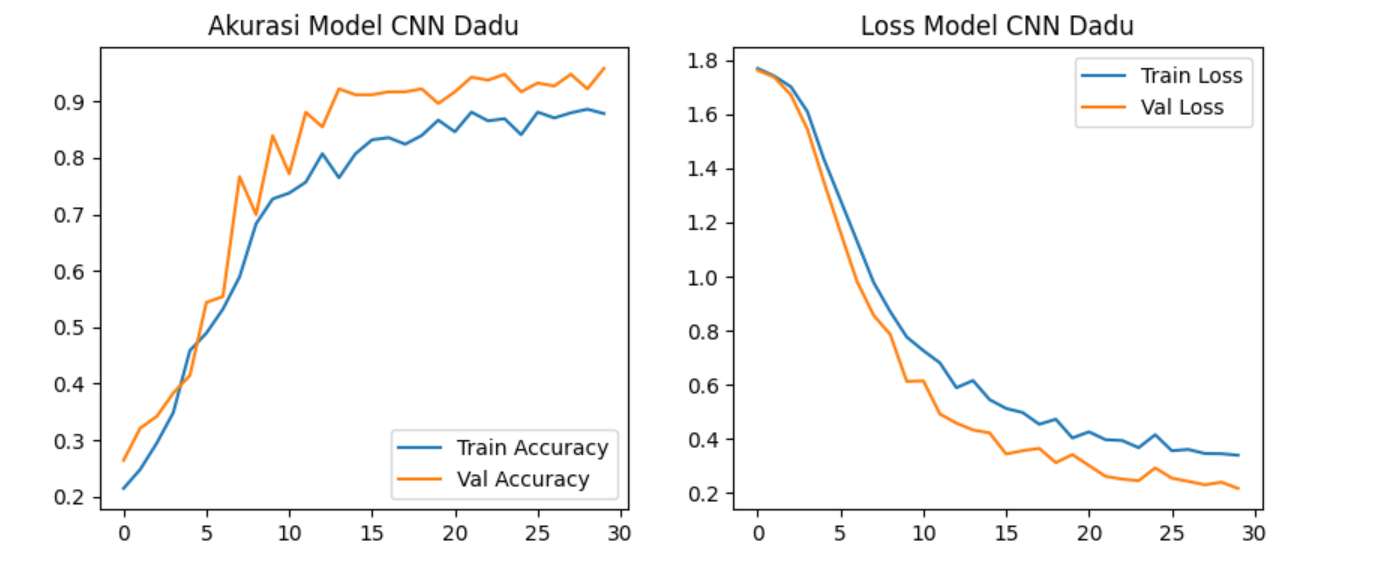 Akurasi Model CNN Dadu
0.9
0.8
0.7
0.6
0.5
0.4
0.3
0.2
Train Accuracy
Val Accuracy
0 5 10 15 20 25 30
Loss Model CNN Dadu
1.8
1.6
1.4
1.2
1.0
0.8
0.6
0.4
0.2
Train Loss
Val Loss
0 5 10 15 20 25 30